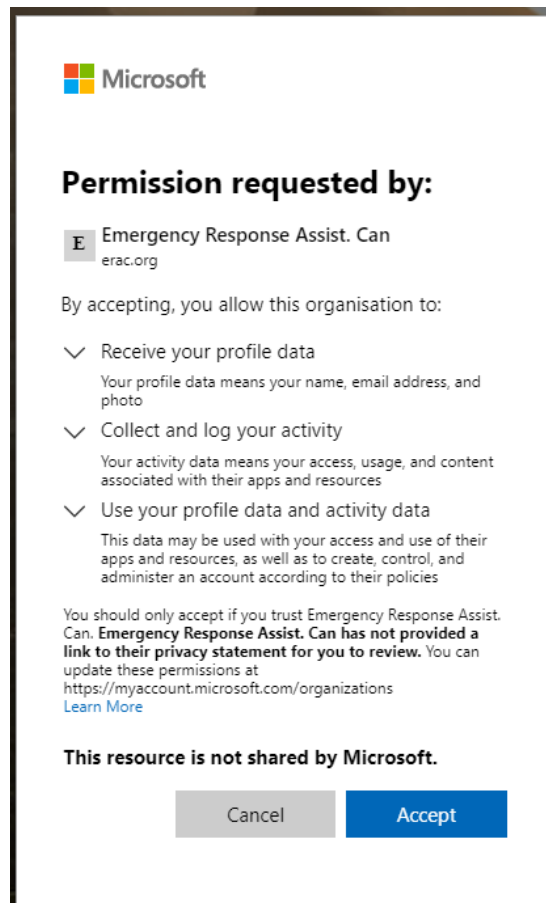 Microsoft
Permission requested by:
E
Emergency Response Assist. Can
erac.org
By accepting, you allow this organisation to:
Receive your profile data
Your profile data means your name, email address, and
photo
Collect and log your activity
Your activity data means your access, usage, and content
associated with their apps and resources
Use your profile data and activity data
This data may be used with your access and use of their
apps and resources, as well as to create, control, and
administer an account according to their policies
You should only accept if you trust Emergency Response Assist.
Can. Emergency Response Assist. Can has not provided a
link to their privacy statement for you to review. You can
update these permissions at
https://myaccount.microsoft.com/organizations
Learn More
This resource is not shared by Microsoft.
Cancel
Accept